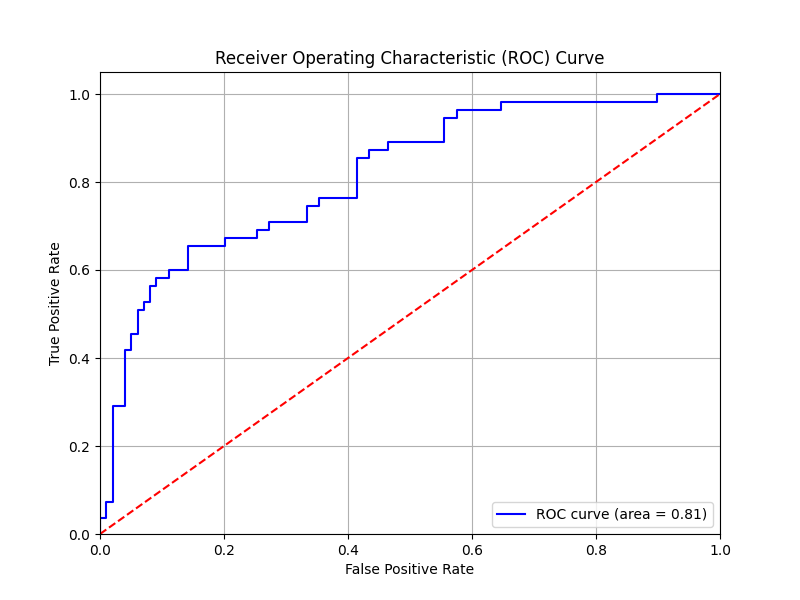 Receiver Operating Characteristic (ROC) Curve
1.0
0.8
0.6
0.4
0.2
0.0
True Positive Rate
ROC curve (area = 0.81)
0.0 0.2 0.4 0.6 0.8 1.0
False Positive Rate